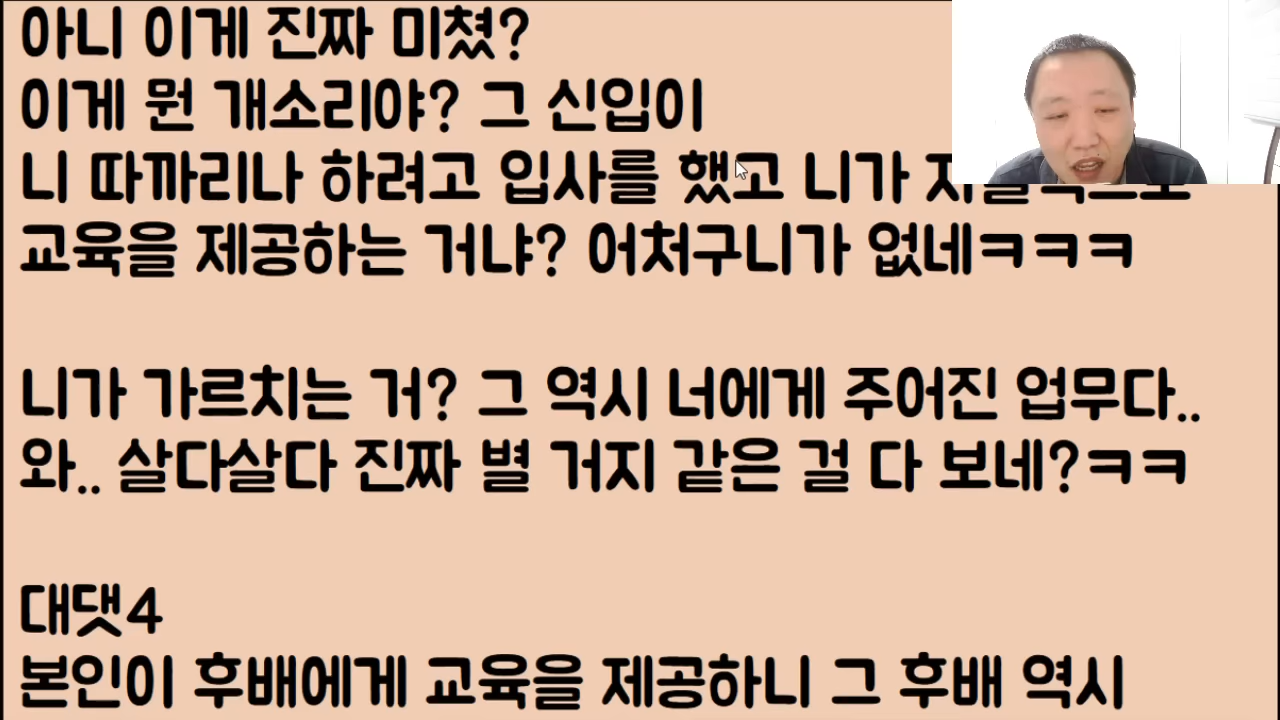 아니 이게 진짜 미쳤?
이게 뭔 개소리야? 그 신입이
니 따까리나 하려고 입사를 했고 니가
교육을 제공하는 거냐? 어처구니가 없네ㅋㅋㅋ
니가 가르치는 거? 그 역시 너에게 주어진 업무다..
와.. 살다살다 진짜 별 거지 같은 걸 다 보네?ㅋㅋ
대댓4
본인이 후배에게 교육을 제공하니 그 후배 역시